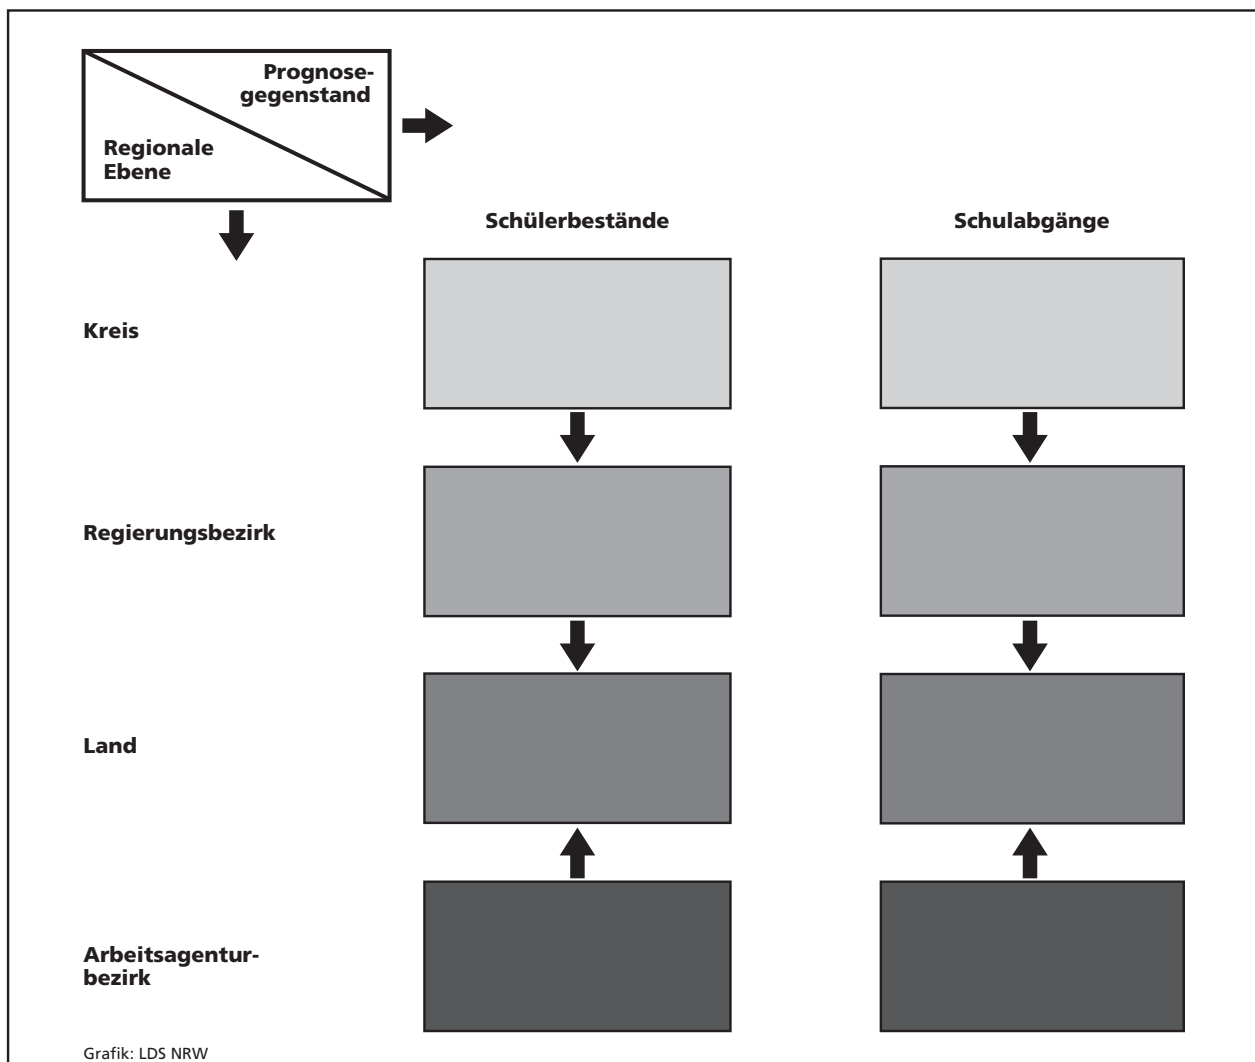 Prognose-
gegenstand
Regionale
Ebene
Schülerbestände
Schulabgänge
Kreis
Regierungsbezirk
Land
Arbeitsagentur-
bezirk
Grafik: LDS NRW